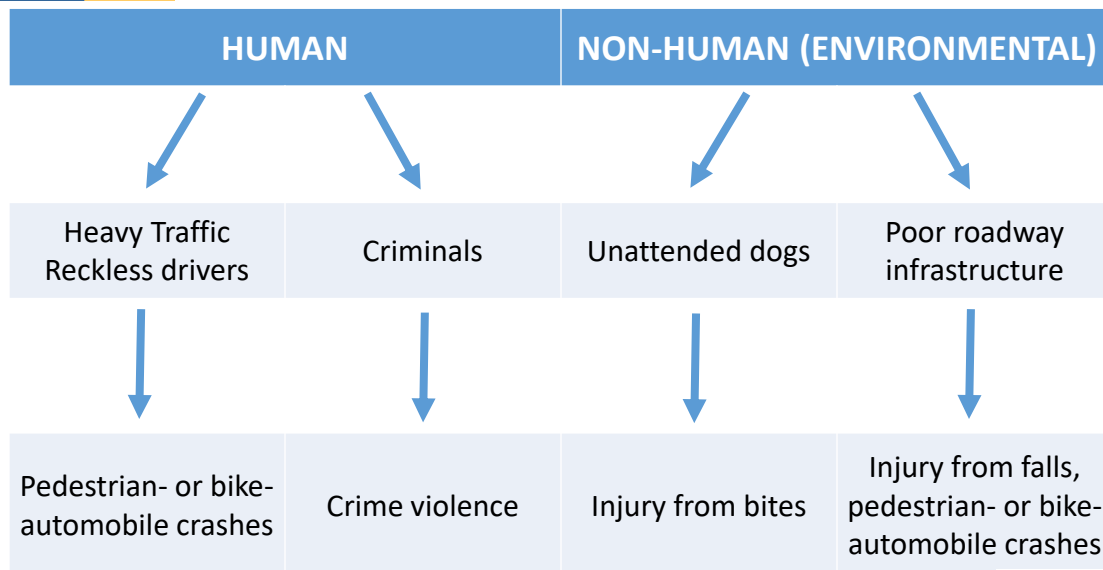 HUMAN
NON-HUMAN (ENVIRONMENTAL)
Heavy Traffic
Reckless drivers
Criminals
Unattended dogs
Poor roadway
infrastructure
Pedestrian- or bike-
automobile crashes
Crime violence
Injury from bites
Injury from falls,
pedestrian- or bike-
automobile crashes